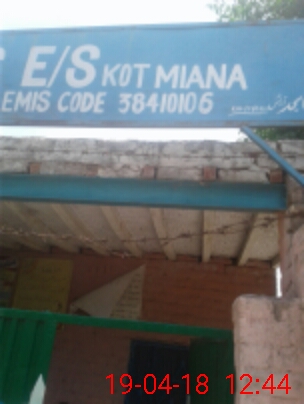 E/S KOT MIANA
EMIS CODE 38410106
19-04-18 12:44